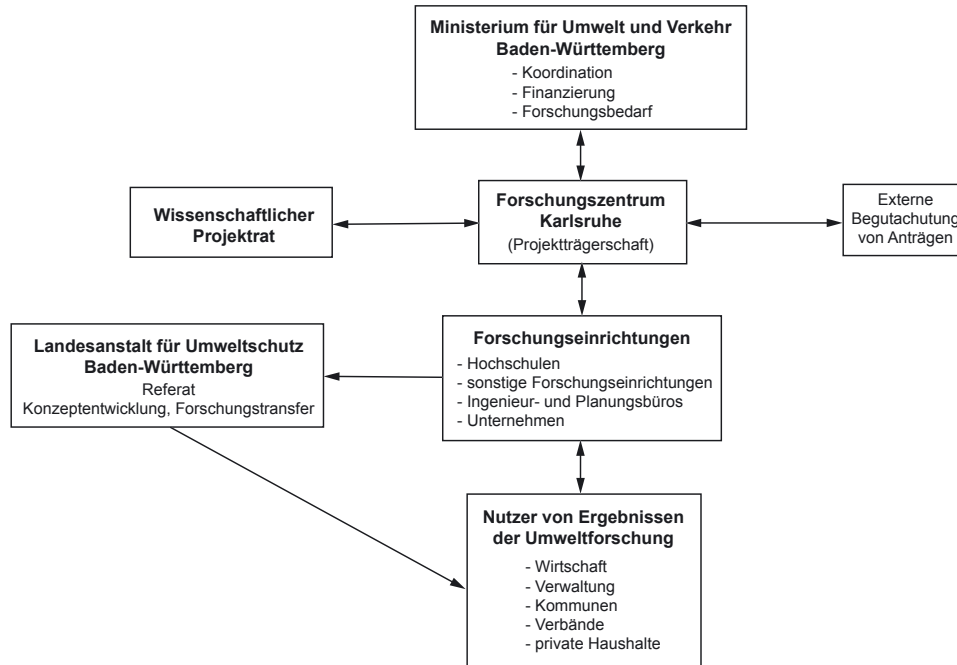 Ministerium für Umwelt und Verkehr
Baden-Württemberg
- Koordination
- Finanzierung
- Forschungsbedarf
Wissenschaftlicher
Projektrat
Forschungszentrum
Karlsruhe
(Projektträgerschaft)
Externe
Begutachutung
von Anträgen
Landesanstalt für Umweltschutz
Baden-Württemberg
Referat
Konzeptentwicklung, Forschungstransfer
Forschungseinrichtungen
- Hochschulen
- sonstige Forschungseinrichtungen
- Ingenieur- und Planungsbüros
- Unternehmen
Nutzer von Ergebnissen
der Umweltforschung
- Wirtschaft
- Verwaltung
- Kommunen
- Verbände
- private Haushalte